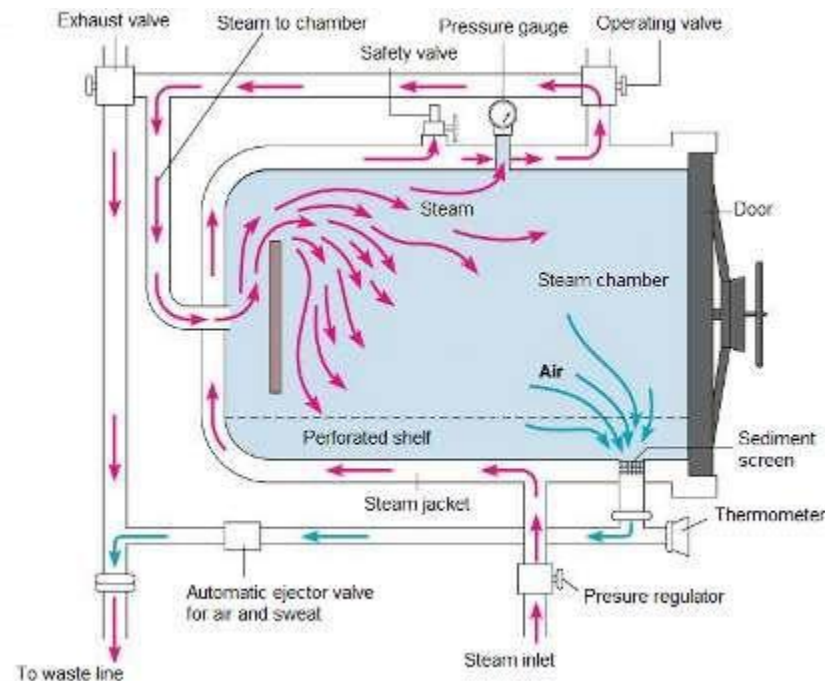 Exhaust valve
Steam to chamber
Safety valve
Pressure gauge
Operating valve
Steam
Door
Steam chamber
Air
Perforated shelf
Sediment
screen
Steam jacket
Thermometer
Automatic ejector valve
for air and sweat
Presure regulator
Steam inlet
To waste line